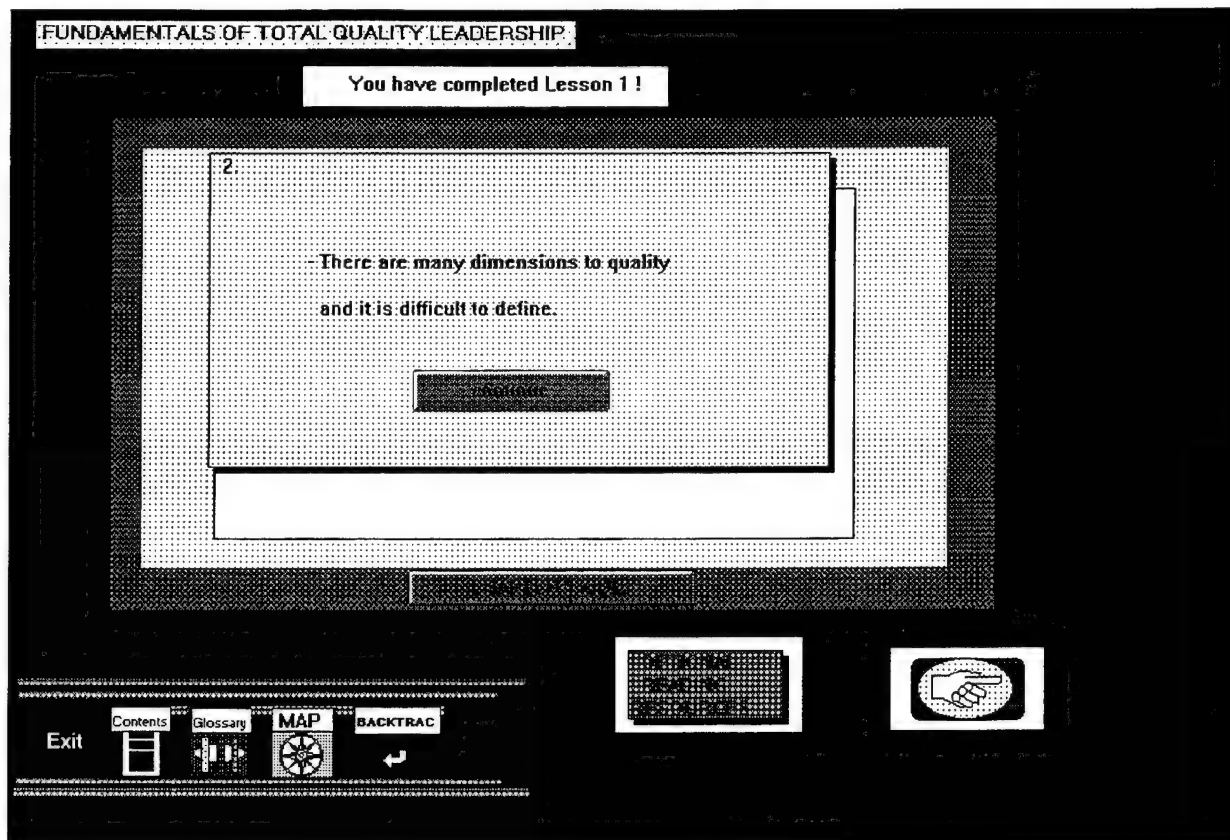 FUNDAMENTALS OF TOTAL QUALITY LEADERSHIP
You have completed Lesson 1 !
2.
- There are many dimensions to quality
and it is difficult to define.
Exit
Contents
Glossary
MAP
BACKTRAC